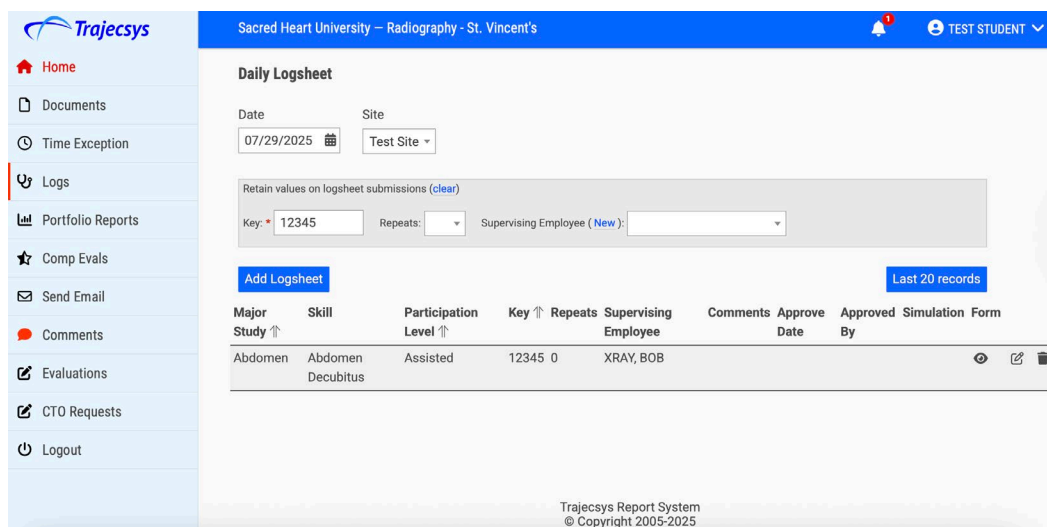 Trajecsys
Sacred Heart University — Radiography - St. Vincent's
1
TEST STUDENT
Home
Documents
Time Exception
Logs
Portfolio Reports
Comp Evals
Send Email
Comments
Evaluations
CTO Requests
Logout
Daily Logsheet
Date Site
07/29/2025 Test Site
Retain values on logsheet submissions (clear)
Key: * 12345 Repeats: Supervising Employee ( New ):
Add Logsheet Last 20 records
Major Study ⇑ Skill Participation Level ⇑ Key ⇑ Repeats Supervising Employee Comments Approve Date Approved By Simulation Form
Abdomen Abdomen Decubitus Assisted 12345 0 XRAY, BOB
Trajecsys Report System
© Copyright 2005-2025